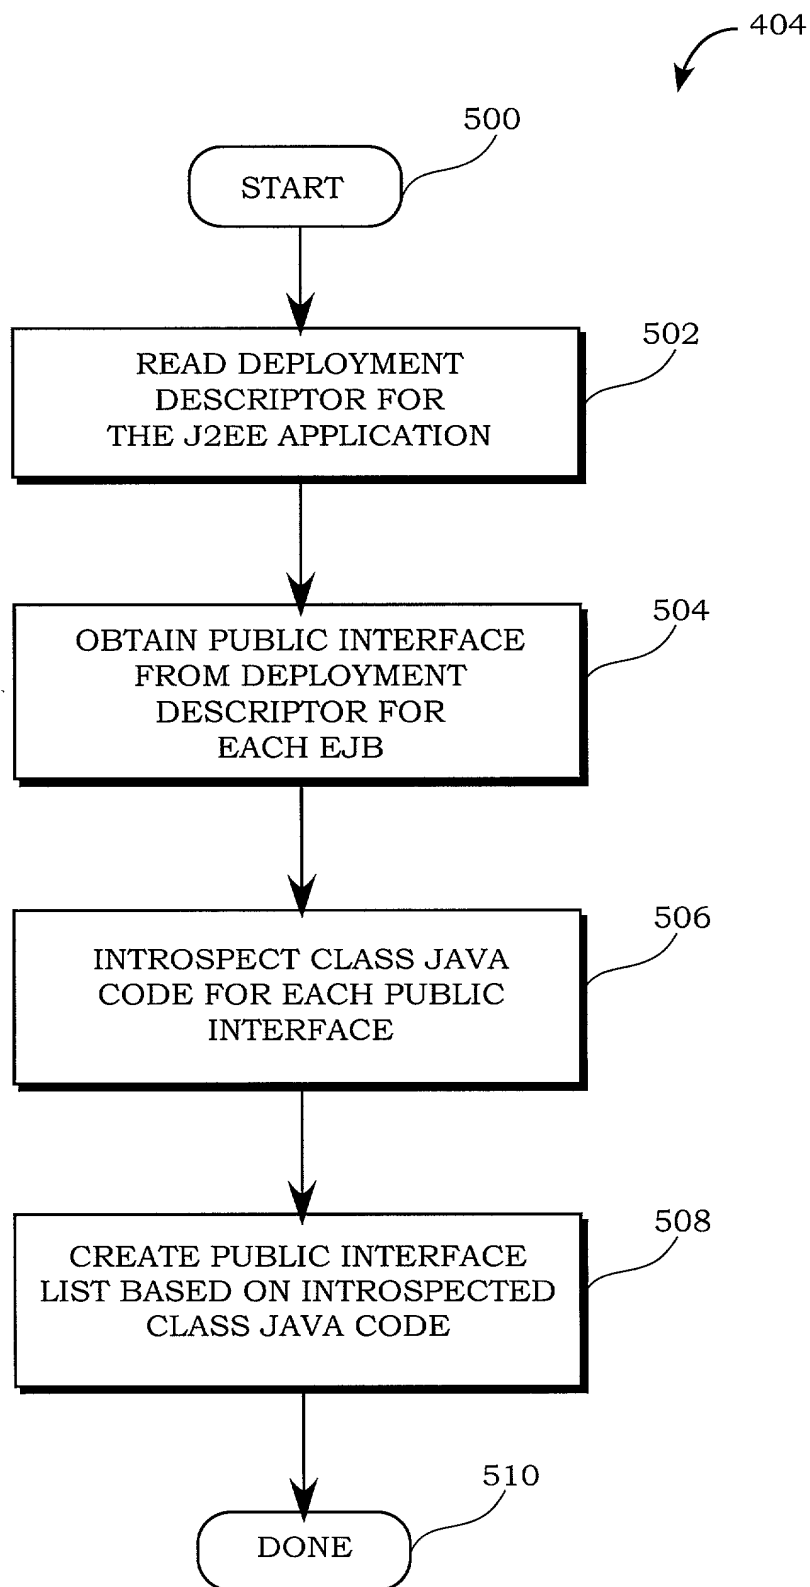 404
500
START
502
READ DEPLOYMENT
DESCRIPTOR FOR
THE J2EE APPLICATION
504
OBTAIN PUBLIC INTERFACE
FROM DEPLOYMENT
DESCRIPTOR FOR
EACH EJB
506
INTROSPECT CLASS JAVA
CODE FOR EACH PUBLIC
INTERFACE
508
CREATE PUBLIC INTERFACE
LIST BASED ON INTROSPECTED
CLASS JAVA CODE
510
DONE